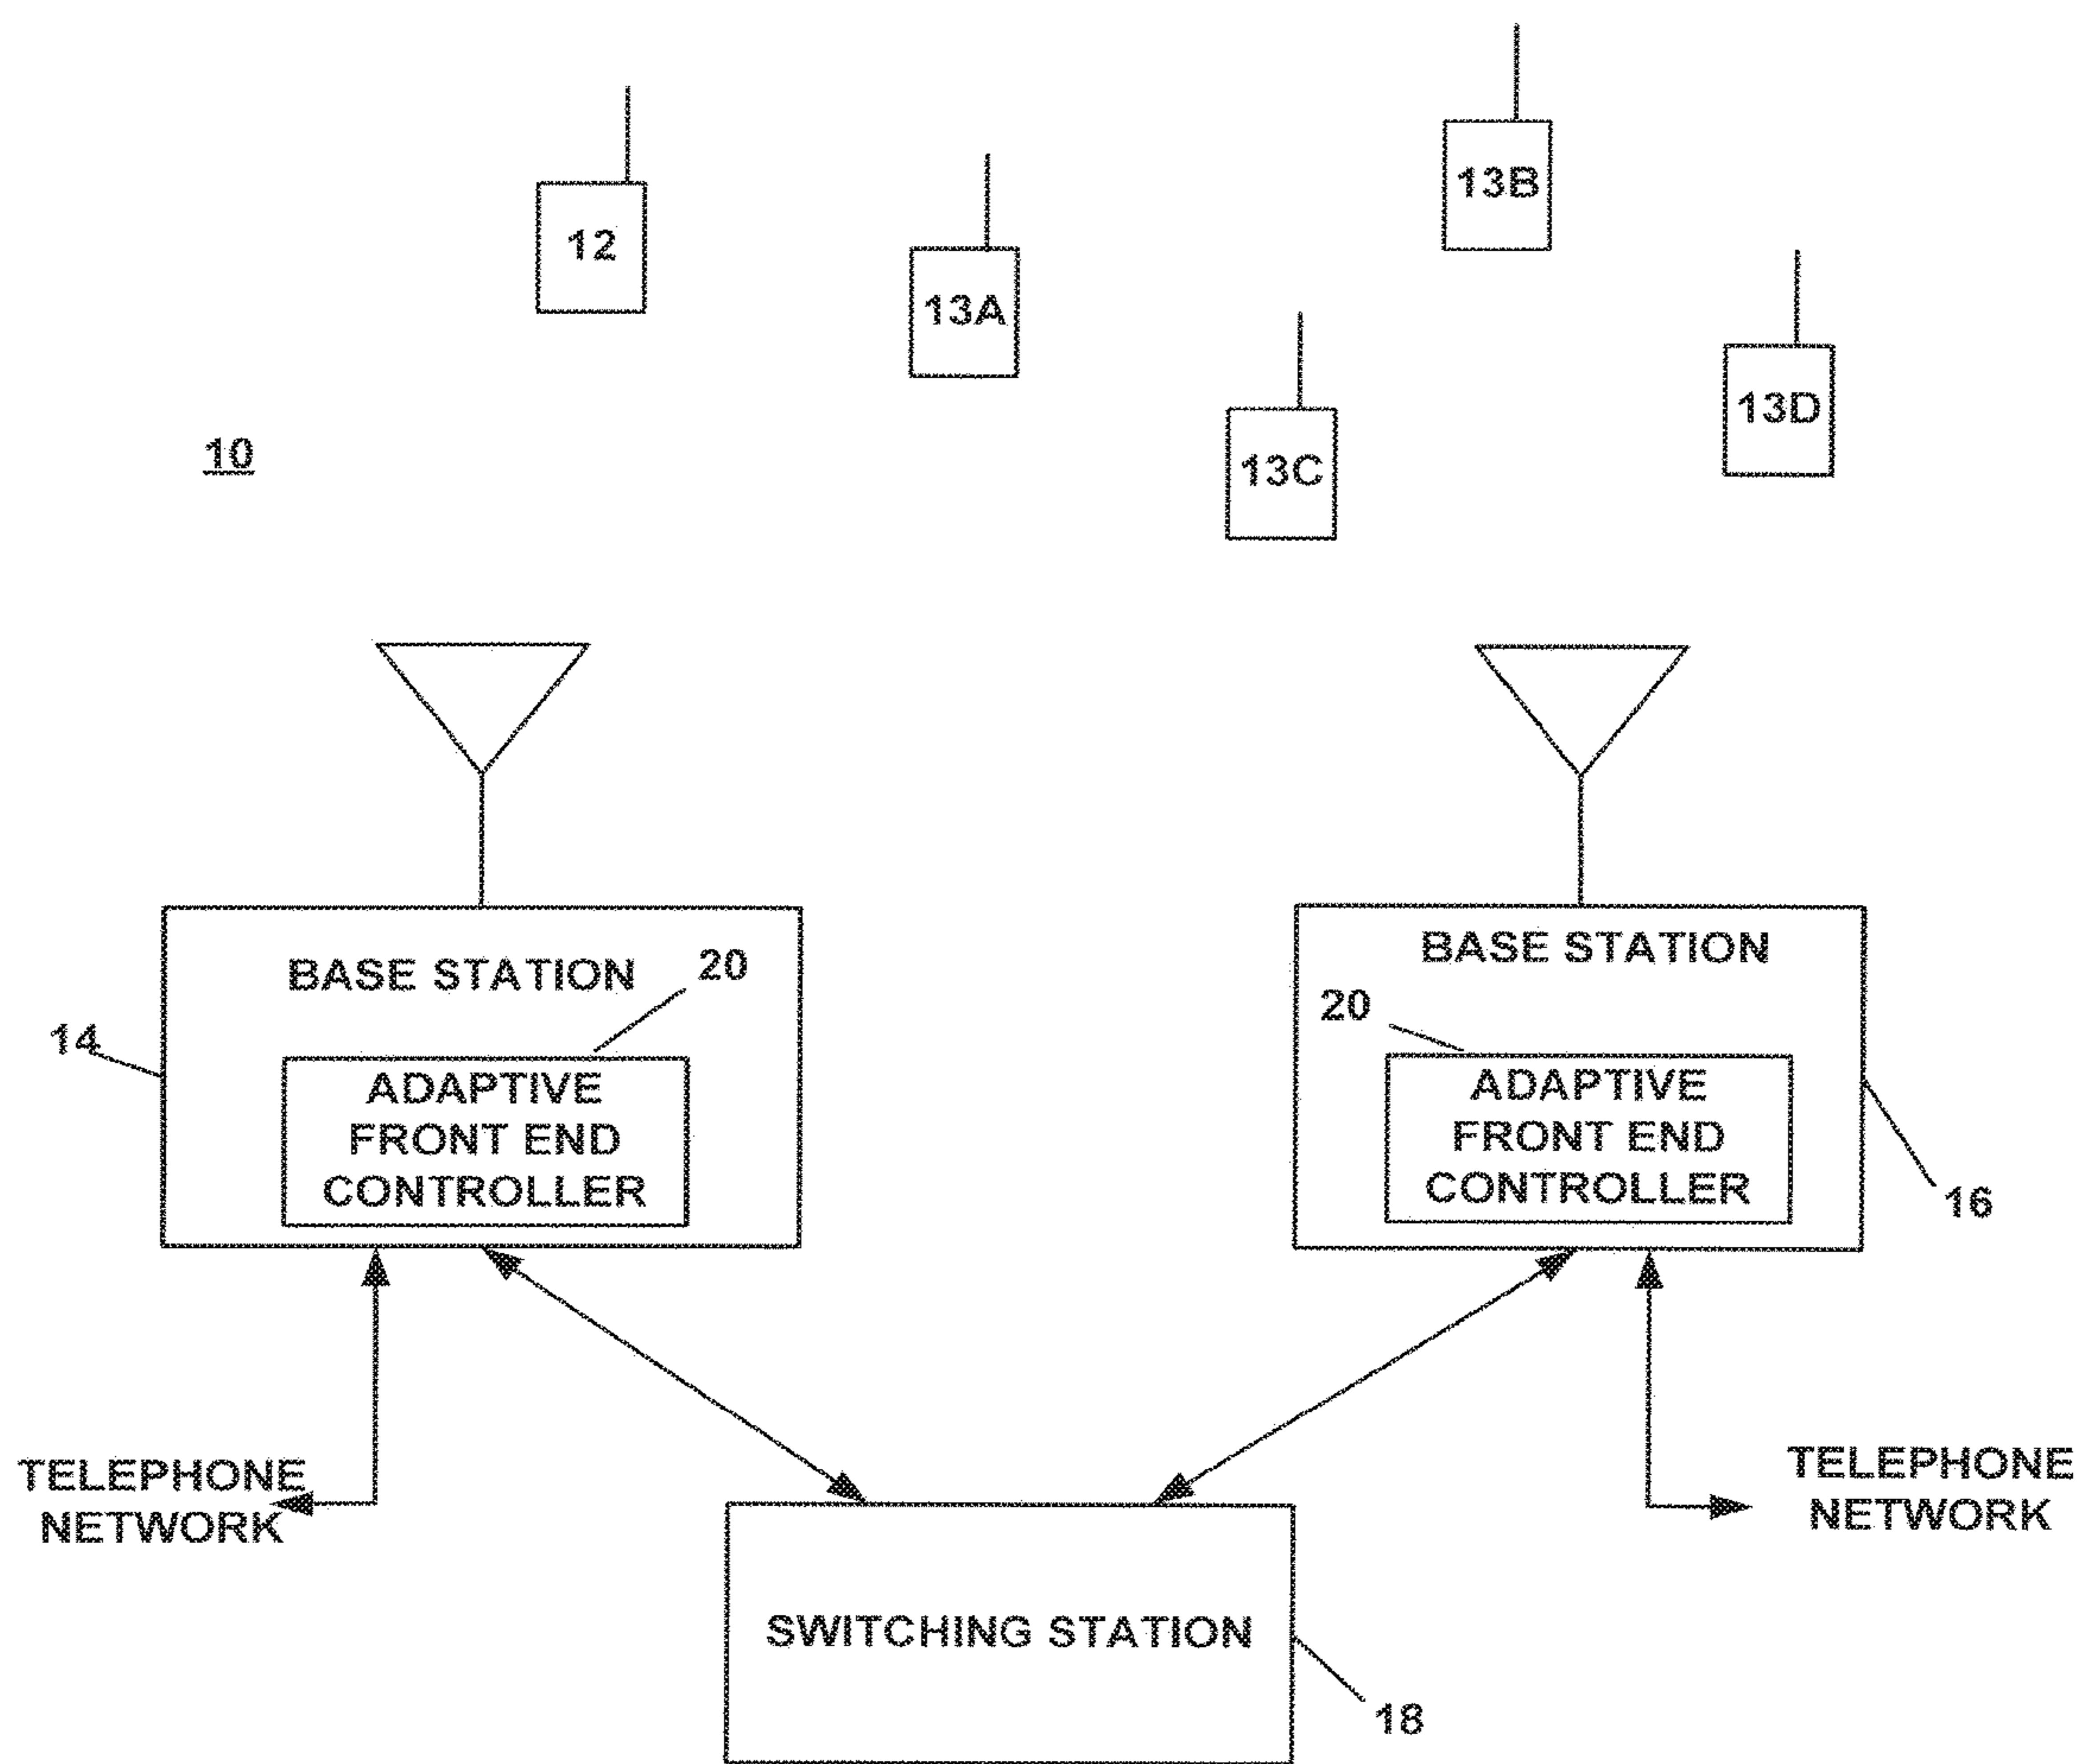 13B
12
13A
13D
10
13C
BASE STATION
20
14
ADAPTIVE
FRONT END
CONTROLLER
BASE STATION
20
ADAPTIVE
FRONT END
CONTROLLER
16
TELEPHONE
NETWORK
TELEPHONE
NETWORK
SWITCHING STATION
18